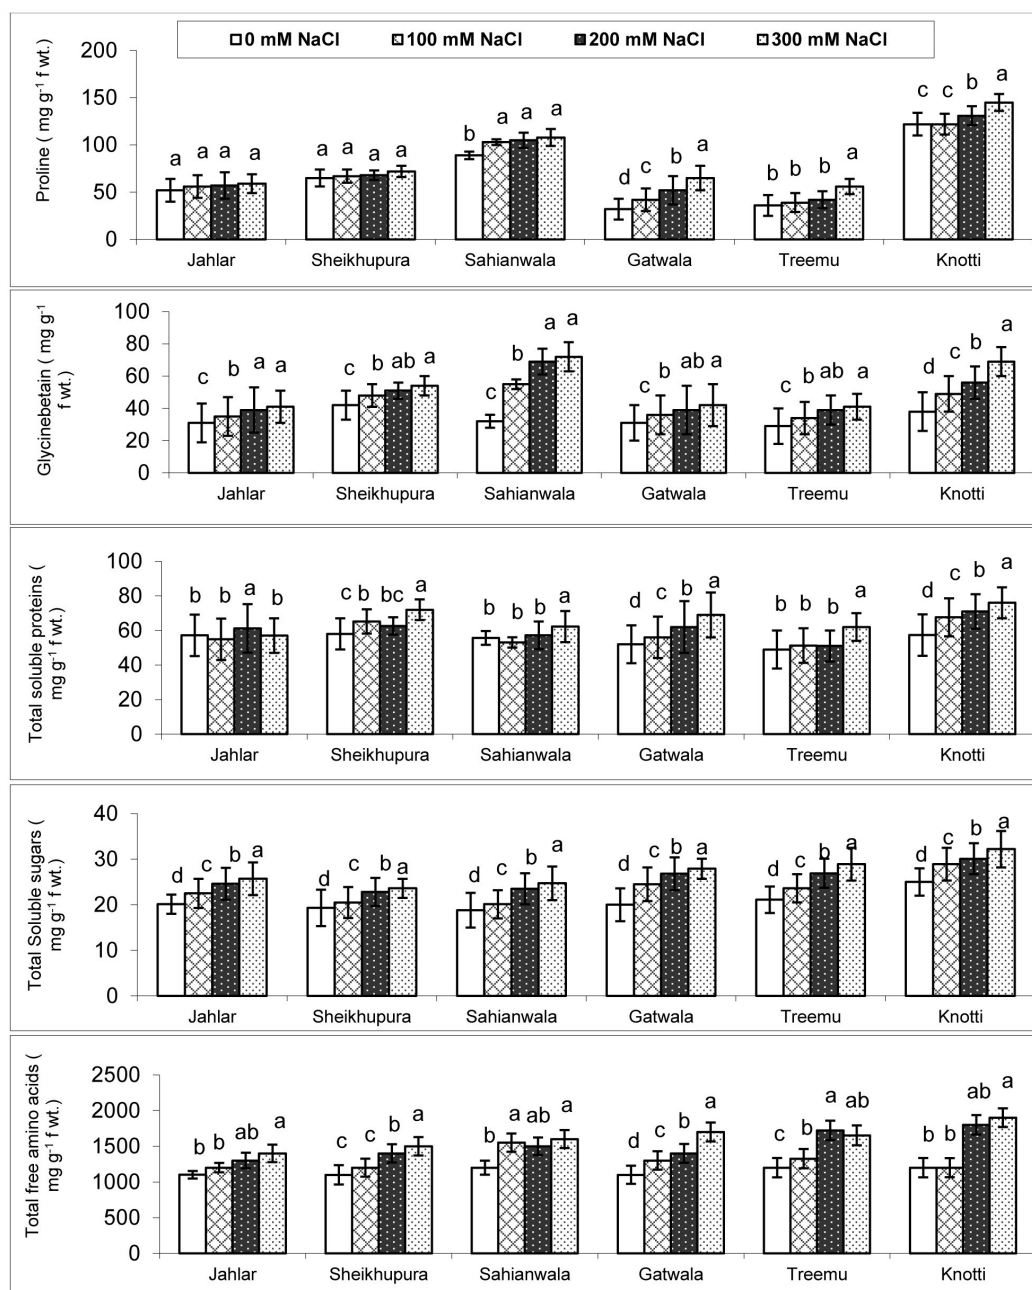 0 mM NaCl 100 mM NaCl 200 mM NaCl 300 mM NaCl
Proline ( mg g-1 f wt.)
200
150
100
50
0
a a a a a a a a b a a a d c b a b b b a c c b a
Jahlar Sheikhupura Sahianwala Gatwala Treemu Knotti
Glycinebetain ( mg g-1
f wt.)
100
80
60
40
20
0
c b a a c b ab a c b a a c b ab a c b ab a d c b a
Jahlar Sheikhupura Sahianwala Gatwala Treemu Knotti
Total soluble proteins (
mg g-1 f wt.)
100
80
60
40
20
0
b b a b c b bc a b b b a d c b a b b b a d c b a
Jahlar Sheikhupura Sahianwala Gatwala Treemu Knotti
Total Soluble sugars (
mg g-1 f wt.)
40
30
20
10
0
d c b a d c b a d c b a d c b a d c b a d c b a
Jahlar Sheikhupura Sahianwala Gatwala Treemu Knotti
Total free amino acids (
mg g-1 f wt.)
2500
2000
1500
1000
500
0
b b ab a c c b a b a ab a d c b a c b a ab b b ab a
Jahlar Sheikhupura Sahianwala Gatwala Treemu Knotti